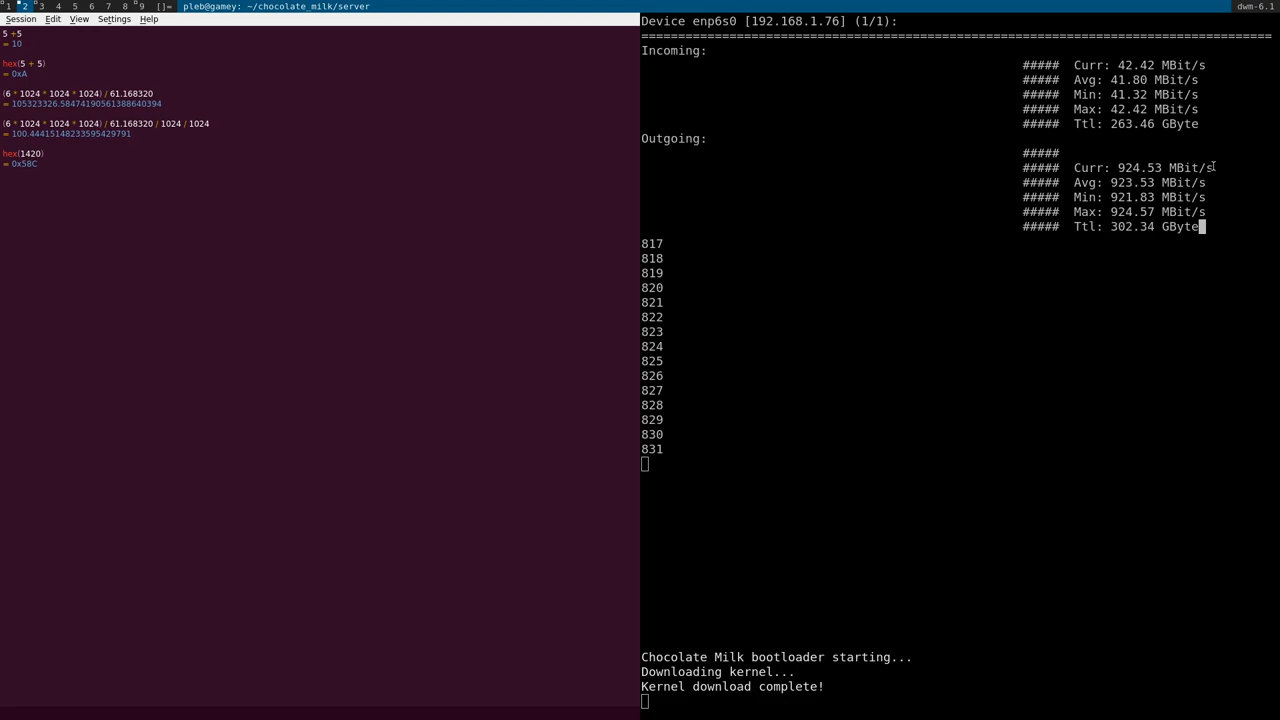 1 2 3 4 5 6 7 8 9 []= pleb@gamey: ~/chocolate_milk/server dwm-6.1
Session Edit View Settings Help
5 +5
= 10
hex(5 + 5)
= 0xA
(6 * 1024 * 1024 * 1024) / 61.168320
= 105323326.58474190561388640394
(6 * 1024 * 1024 * 1024) / 61.168320 / 1024 / 1024
= 100.44415148233595429791
hex(1420)
= 0x58C
Device enp6s0 [192.168.1.76] (1/1):
=====================================================================================
Incoming:
##### Curr: 42.42 MBit/s
##### Avg: 41.80 MBit/s
##### Min: 41.32 MBit/s
##### Max: 42.42 MBit/s
##### Ttl: 263.46 GByte
Outgoing:
#####
##### Curr: 924.53 MBit/s
##### Avg: 923.53 MBit/s
##### Min: 921.83 MBit/s
##### Max: 924.57 MBit/s
##### Ttl: 302.34 GByte
817
818
819
820
821
822
823
824
825
826
827
828
829
830
831
Chocolate Milk bootloader starting...
Downloading kernel...
Kernel download complete!